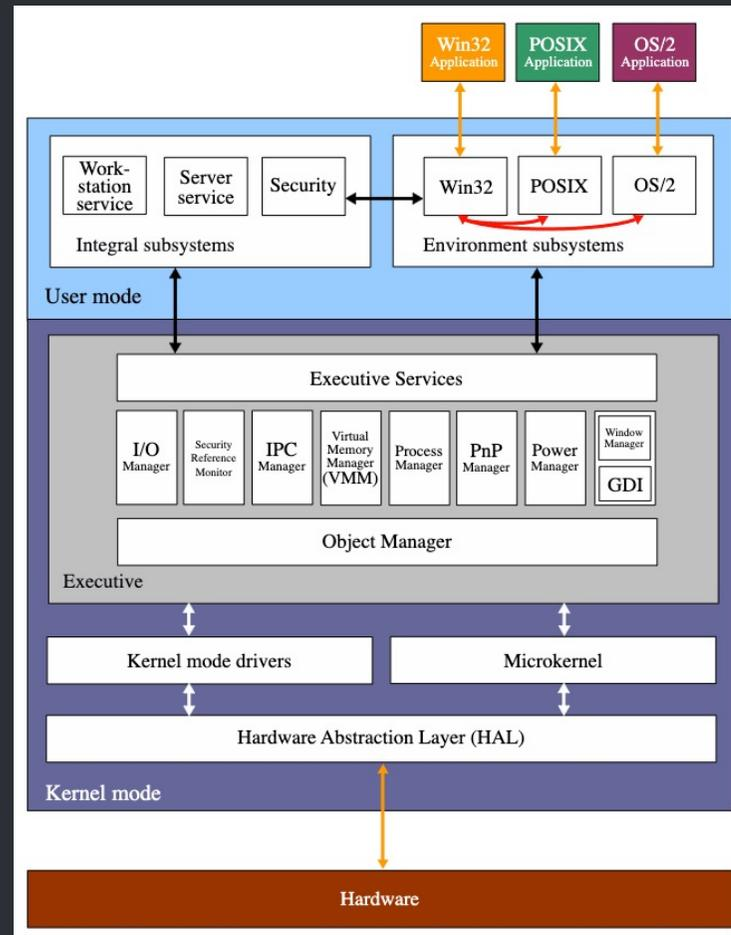 Win32
Application
POSIX
Application
OS/2
Application
Work-
station
service
Server
service
Security
Integral subsystems
Win32
POSIX
OS/2
Environment subsystems
User mode
Executive Services
I/O
Manager
Security
Reference
Monitor
IPC
Manager
Virtual
Memory
Manager
(VMM)
Process
Manager
PnP
Manager
Power
Manager
Window
Manager
GDI
Object Manager
Executive
Kernel mode drivers
Microkernel
Hardware Abstraction Layer (HAL)
Kernel mode
Hardware